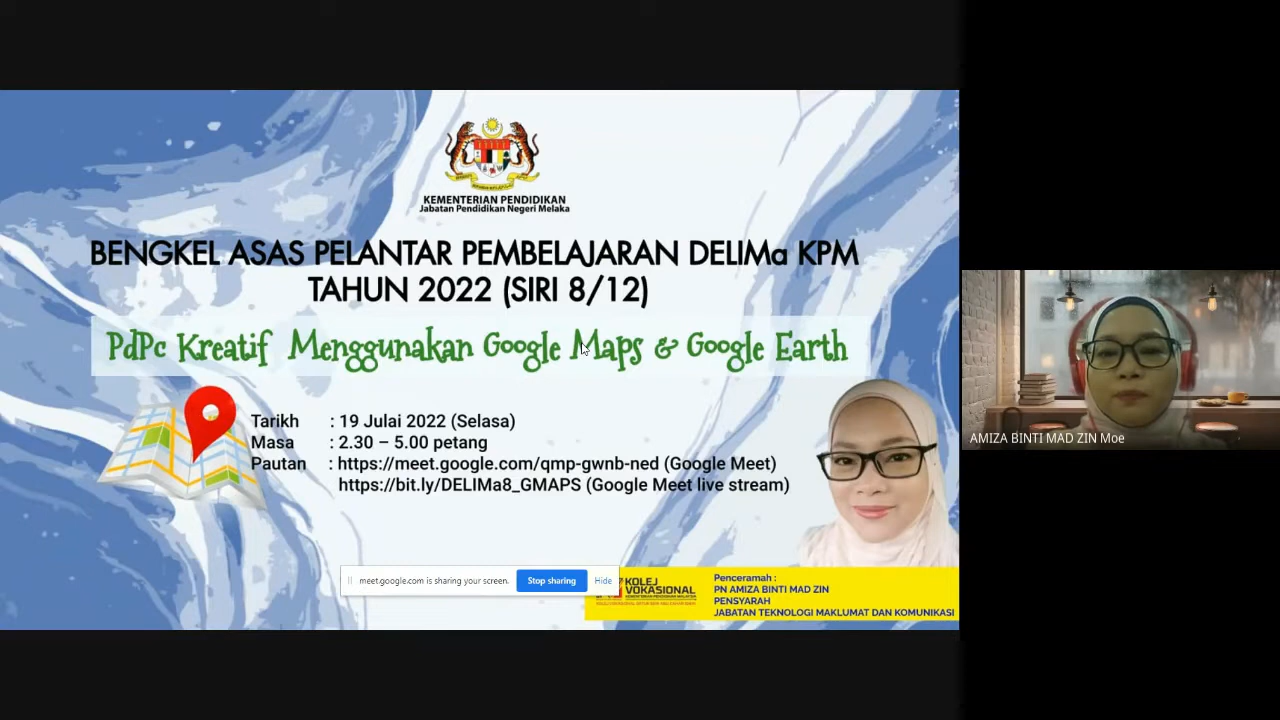 KEMENTERIAN PENDIDIKAN
Jabatan Pendidikan Negeri Melaka
BENGKEL ASAS PELANTAR PEMBELAJARAN DELIMa KPM
TAHUN 2022 (SIRI 8/12)
PdPc Kreatif Menggunakan Google Maps & Google Earth
Tarikh : 19 Julai 2022 (Selasa)
Masa : 2.30 – 5.00 petang
Pautan : https://meet.google.com/qmp-gwnb-ned (Google Meet)
https://bit.ly/DELIMa8_GMAPS (Google Meet live stream)
meet.google.com is sharing your screen. Stop sharing Hide
KOLEJ
VOKASIONAL
KEMENTERIAN PENDIDIKAN MALAYSIA
Penceramah :
PN AMIZA BINTI MAD ZIN
PENSYARAH
JABATAN TEKNOLOGI MAKLUMAT DAN KOMUNIKASI
AMIZA BINTI MAD ZIN Moe